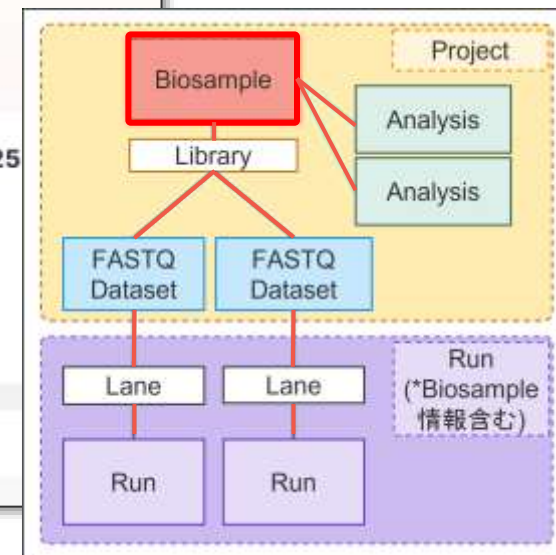 Project
Biosample
Analysis
25
Library
Analysis
FASTQ
Dataset
FASTQ
Dataset
Run
(*Biosample
情報含む)
Lane
Lane
Run
Run